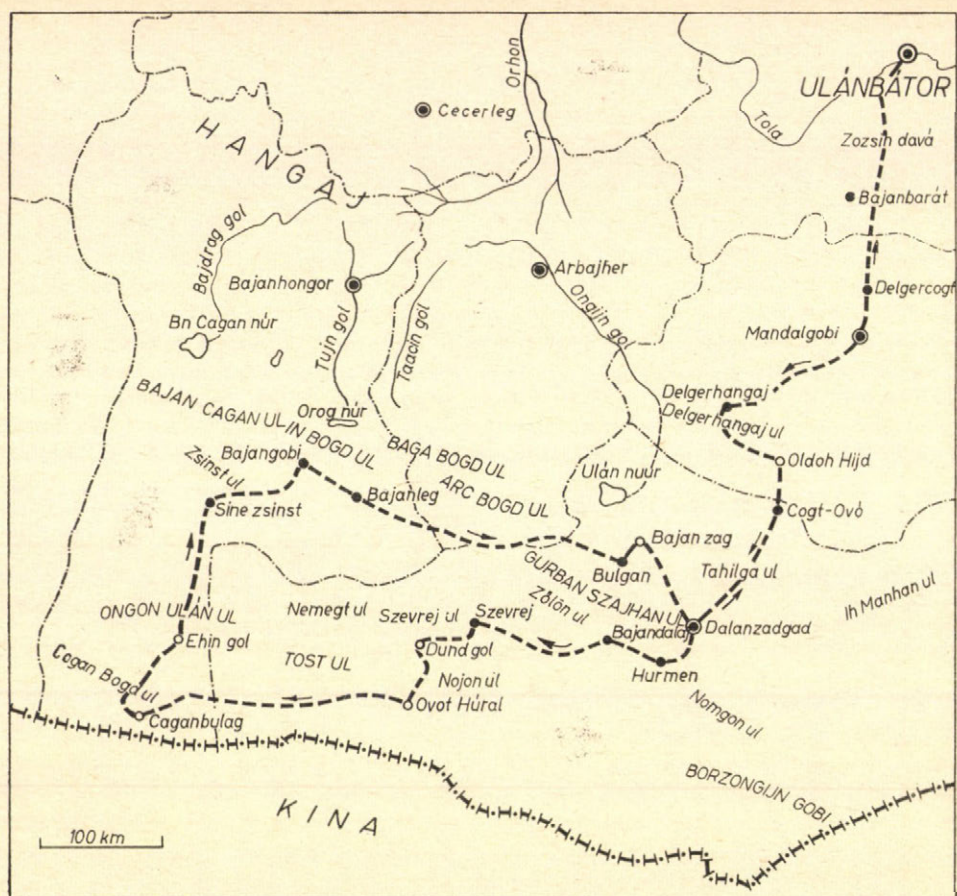 ULÁNBÁTOR
Orhon
Cecerleg
Tola
HANGAJ
Zozsin davá
Bajanbarát
Bajdrag gol
Bajanhongor
Arbajher
Delgercogt
Bn Cagan núr
Tujn gol
Taacin gol
Ongijn gol
Mandalgobi
Delgerhangaj
Delgerhangaj ul
Orog núr
BAJAN CAGAN UL
IN BOGD UL
BAGA BOGD UL
Oldoh Hijd
Bajangobi
Zsinst ul
Ulán nuur
ARC BOGD UL
Bajanleg
Sine zsinst
Cogt-Ovó
Bajan zag
Bulgan
Tahilga ul
GURBAN SZAJHAN UL
Ih Manhan ul
Zölön ul
ONGON ULÁN UL
Nemegt ul
Szevrej ul
Szevrej
Bajandalaj
Dalanzadgad
Ehin gol
Dund gol
TOST UL
Hurmen
Cagan Bogd ul
Nojon ul
Ovot Húral
Nomgon ul
Caganbulag
BORZONGIJN GOBI
KINA
100 km